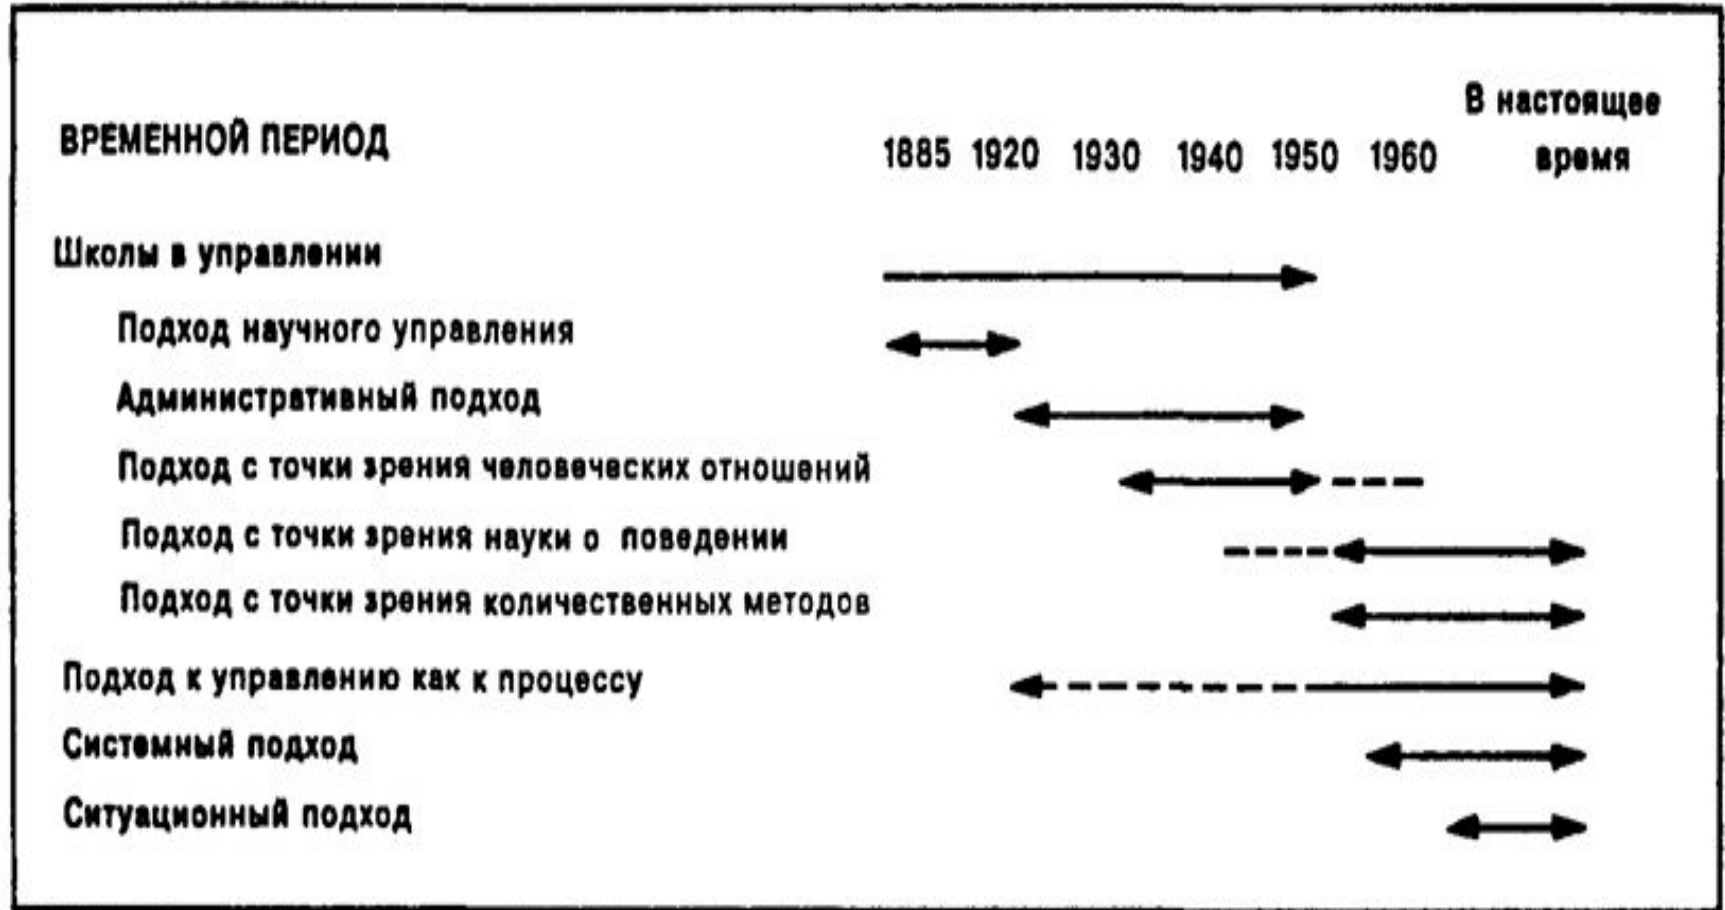 В настоящее
ВРЕМЕННОЙ ПЕРИОД 1885 1920 1930 1940 1950 1960 время
Школы в управлении
Подход научного управления
Административный подход
Подход с точки зрения человеческих отношений
Подход с точки зрения науки о поведении
Подход с точки зрения количественных методов
Подход к управлению как к процессу
Системный подход
Ситуационный подход